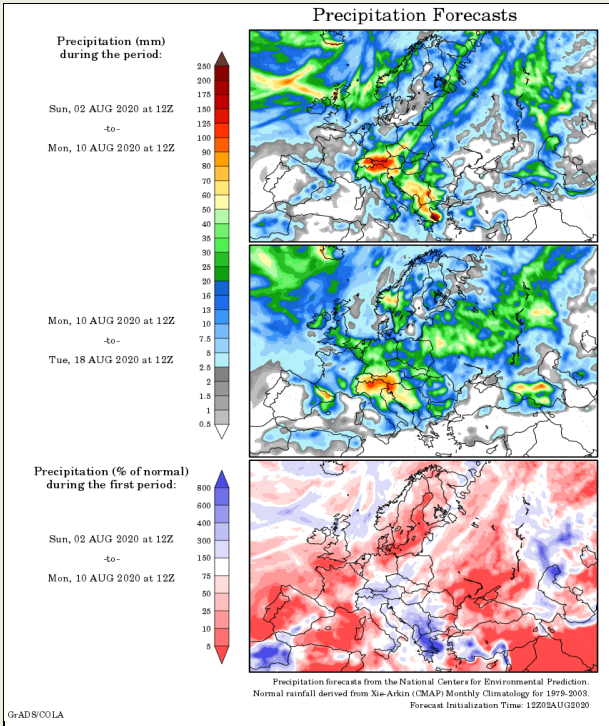 Precipitation Forecasts
Precipitation (mm)
during the period:
Sun, 02 AUG 2020 at 12Z
-to-
Mon, 10 AUG 2020 at 12Z
250
200
175
150
125
100
90
80
70
60
50
40
35
30
25
20
16
13
10
7.5
5
2.5
2
1.5
1
0.5
Mon, 10 AUG 2020 at 12Z
-to-
Tue, 18 AUG 2020 at 12Z
Precipitation (% of normal)
during the first period:
Sun, 02 AUG 2020 at 12Z
-to-
Mon, 10 AUG 2020 at 12Z
800
600
400
300
150
75
50
25
10
5
Precipitation forecasts from the National Centers for Environmental Prediction.
Normal rainfall derived from Xie-Arkin (CMAP) Monthly Climatology for 1979-2003.
Forecast Initialization Time: 12Z02AUG2020
GrADS/COLA